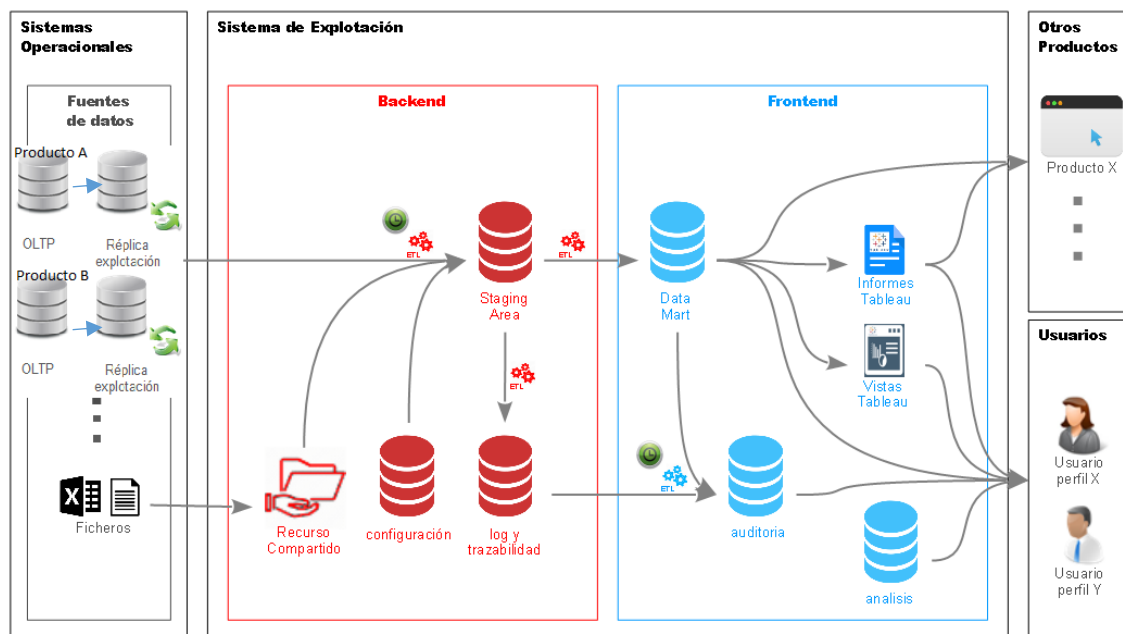 Sistemas
Operacionales
Fuentes
de datos
Producto A
OLTP
Réplica
explctación
Producto B
OLTP
Réplica
explctación
Ficheros
Sistema de Explotación
Backend
ETL
ETL
Staging
Area
ETL
Recurso
Compartido
configuración
log y
trazabilidad
Frontend
Data
Mart
Informes
Tableau
Vistas
Tableau
ETL
auditoria
analisis
Otros
Productos
Producto X
Usuarios
Usuario
perfil X
Usuario
perfil Y